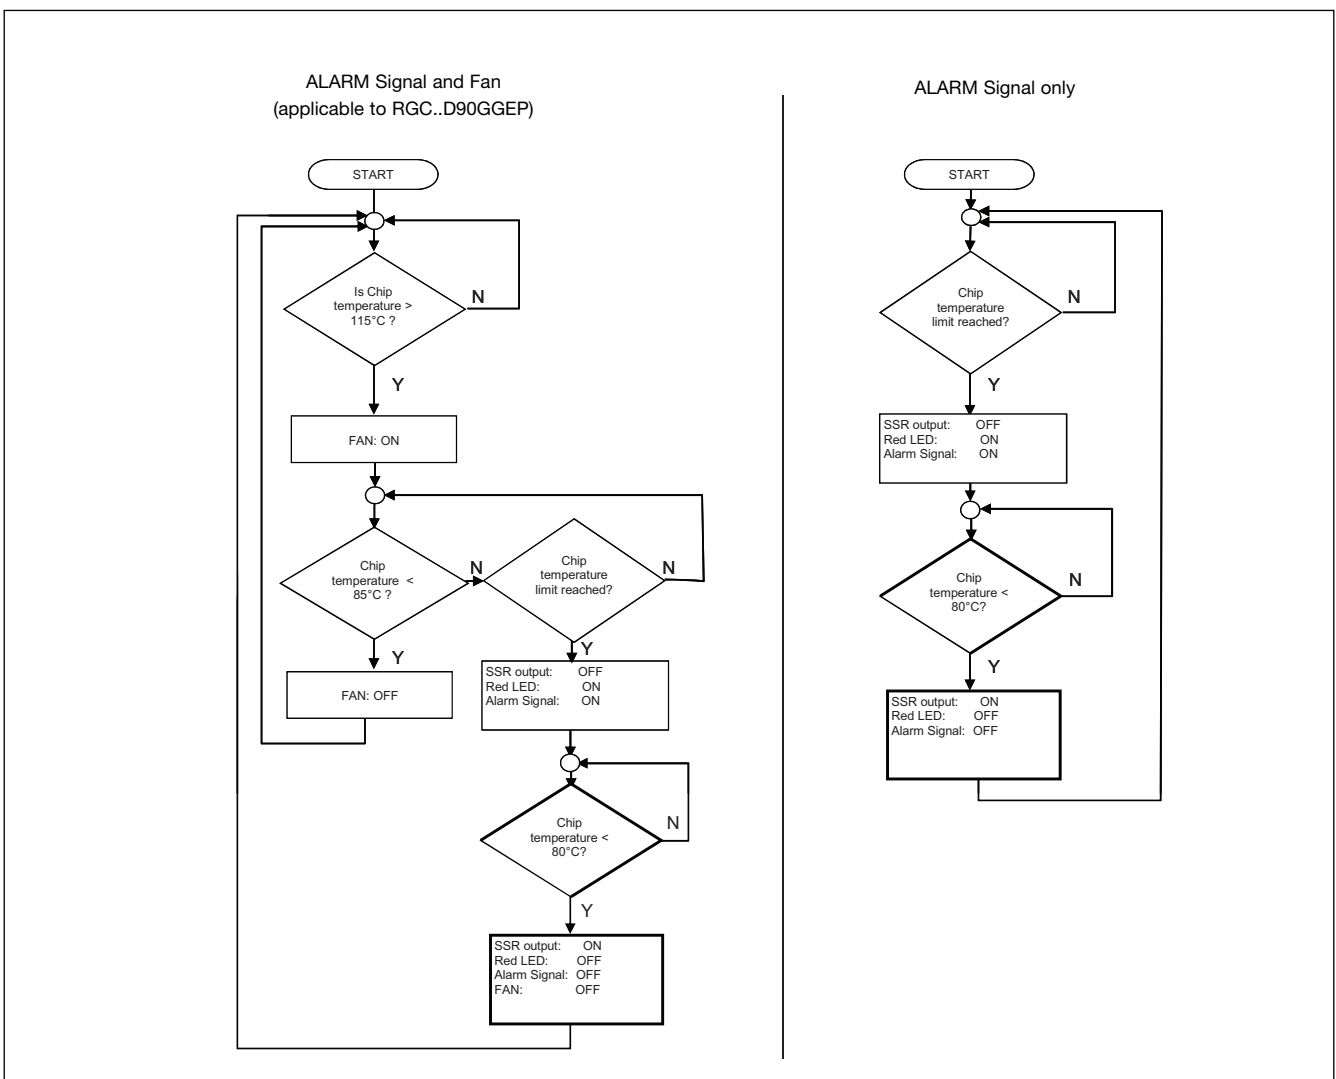 ALARM Signal and Fan
(applicable to RGC..D90GGEP)
START
Is Chip
temperature >
115°C ?
N
Y
FAN: ON
Chip
temperature <
85°C ?
N
Y
FAN: OFF
Chip
temperature
limit reached?
N
Y
SSR output: OFF
Red LED: ON
Alarm Signal: ON
Chip
temperature <
80°C?
N
Y
SSR output: ON
Red LED: OFF
Alarm Signal: OFF
FAN: OFF
ALARM Signal only
START
Chip
temperature
limit reached?
N
Y
SSR output: OFF
Red LED: ON
Alarm Signal: ON
Chip
temperature <
80°C?
N
Y
SSR output: ON
Red LED: OFF
Alarm Signal: OFF